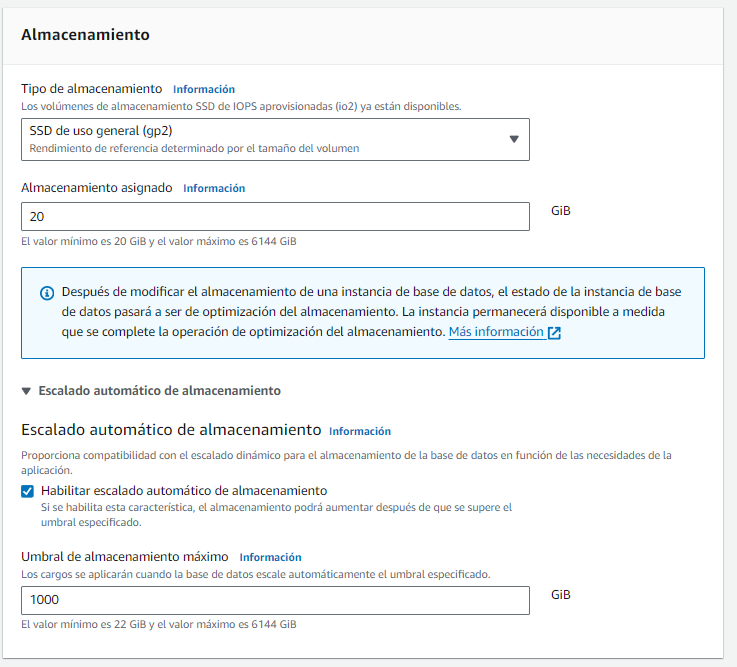 Almacenamiento
Tipo de almacenamiento Información
Los volúmenes de almacenamiento SSD de IOPS aprovisionadas (io2) ya están disponibles.
SSD de uso general (gp2)
Rendimiento de referencia determinado por el tamaño del volumen
Almacenamiento asignado Información
20
GiB
El valor mínimo es 20 GiB y el valor máximo es 6144 GiB
Después de modificar el almacenamiento de una instancia de base de datos, el estado de la instancia de base
de datos pasará a ser de optimización del almacenamiento. La instancia permanecerá disponible a medida
que se complete la operación de optimización del almacenamiento. Más información
Escalado automático de almacenamiento
Escalado automático de almacenamiento Información
Proporciona compatibilidad con el escalado dinámico para el almacenamiento de la base de datos en función de las necesidades de la
aplicación.
Habilitar escalado automático de almacenamiento
Si se habilita esta característica, el almacenamiento podrá aumentar después de que se supere el
umbral especificado.
Umbral de almacenamiento máximo Información
Los cargos se aplicarán cuando la base de datos escale automáticamente el umbral especificado.
1000
GiB
El valor mínimo es 22 GiB y el valor máximo es 6144 GiB